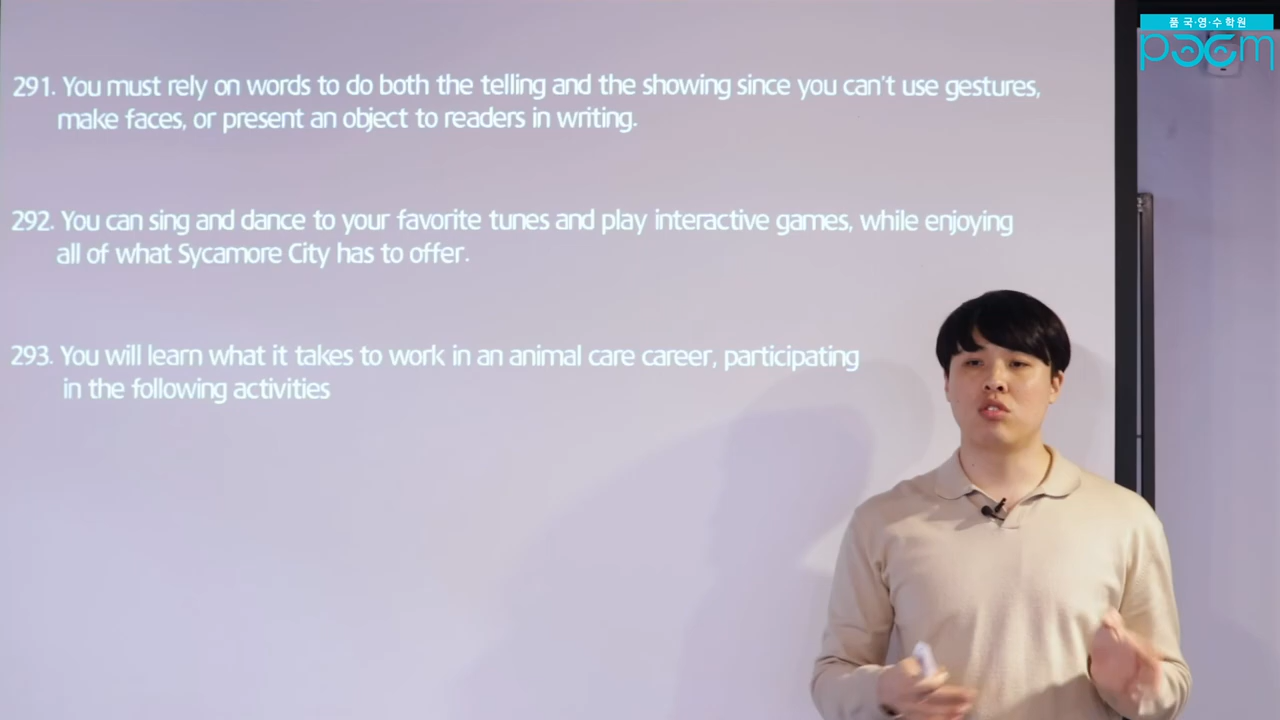 품 국·영·수학원
poem
291. You must rely on words to do both the telling and the showing since you can't use gestures,
make faces, or present an object to readers in writing.
292. You can sing and dance to your favorite tunes and play interactive games, while enjoying
all of what Sycamore City has to offer.
293. You will learn what it takes to work in an animal care career, participating
in the following activities